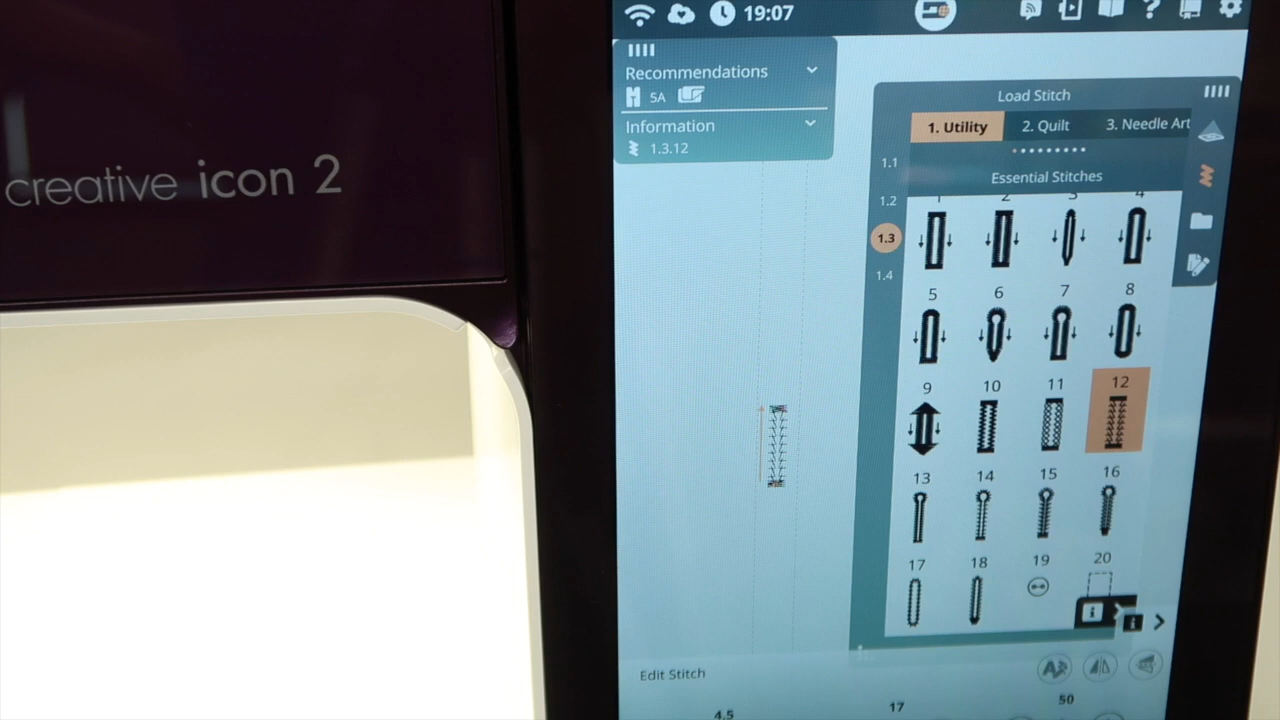 creative icon 2
19:07
Recommendations
5A
Information
1.3.12
Load Stitch
1. Utility
2. Quilt
3. Needle Art
Essential Stitches
1.1
1.2
1.3
1.4
1 2 3 4
5 6 7 8
9 10 11 12
13 14 15 16
17 18 19 20
Edit Stitch
4.5
17
50